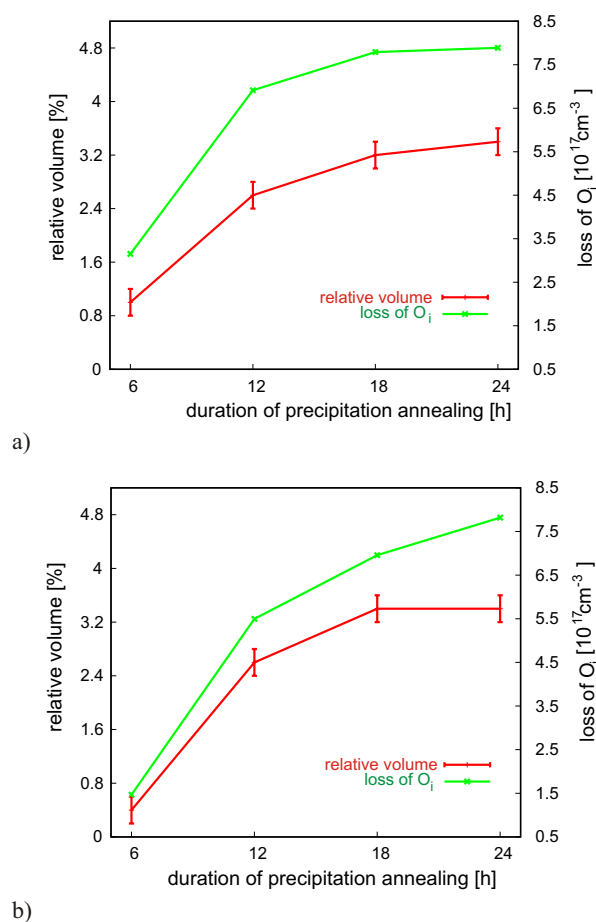 8.5
4.8
7.5
4
6.5
3.2
5.5
2.4
4.5
3.5
1.6
2.5
0.8
1.5
0
0.5
relative volume [%]
loss of Oi [10^17cm^-3]
relative volume
loss of Oi
6 12 18 24
duration of precipitation annealing [h]
a)
8.5
4.8
7.5
4
6.5
3.2
5.5
2.4
4.5
3.5
1.6
2.5
0.8
1.5
0
0.5
relative volume [%]
loss of Oi [10^17cm^-3]
relative volume
loss of Oi
6 12 18 24
duration of precipitation annealing [h]
b)